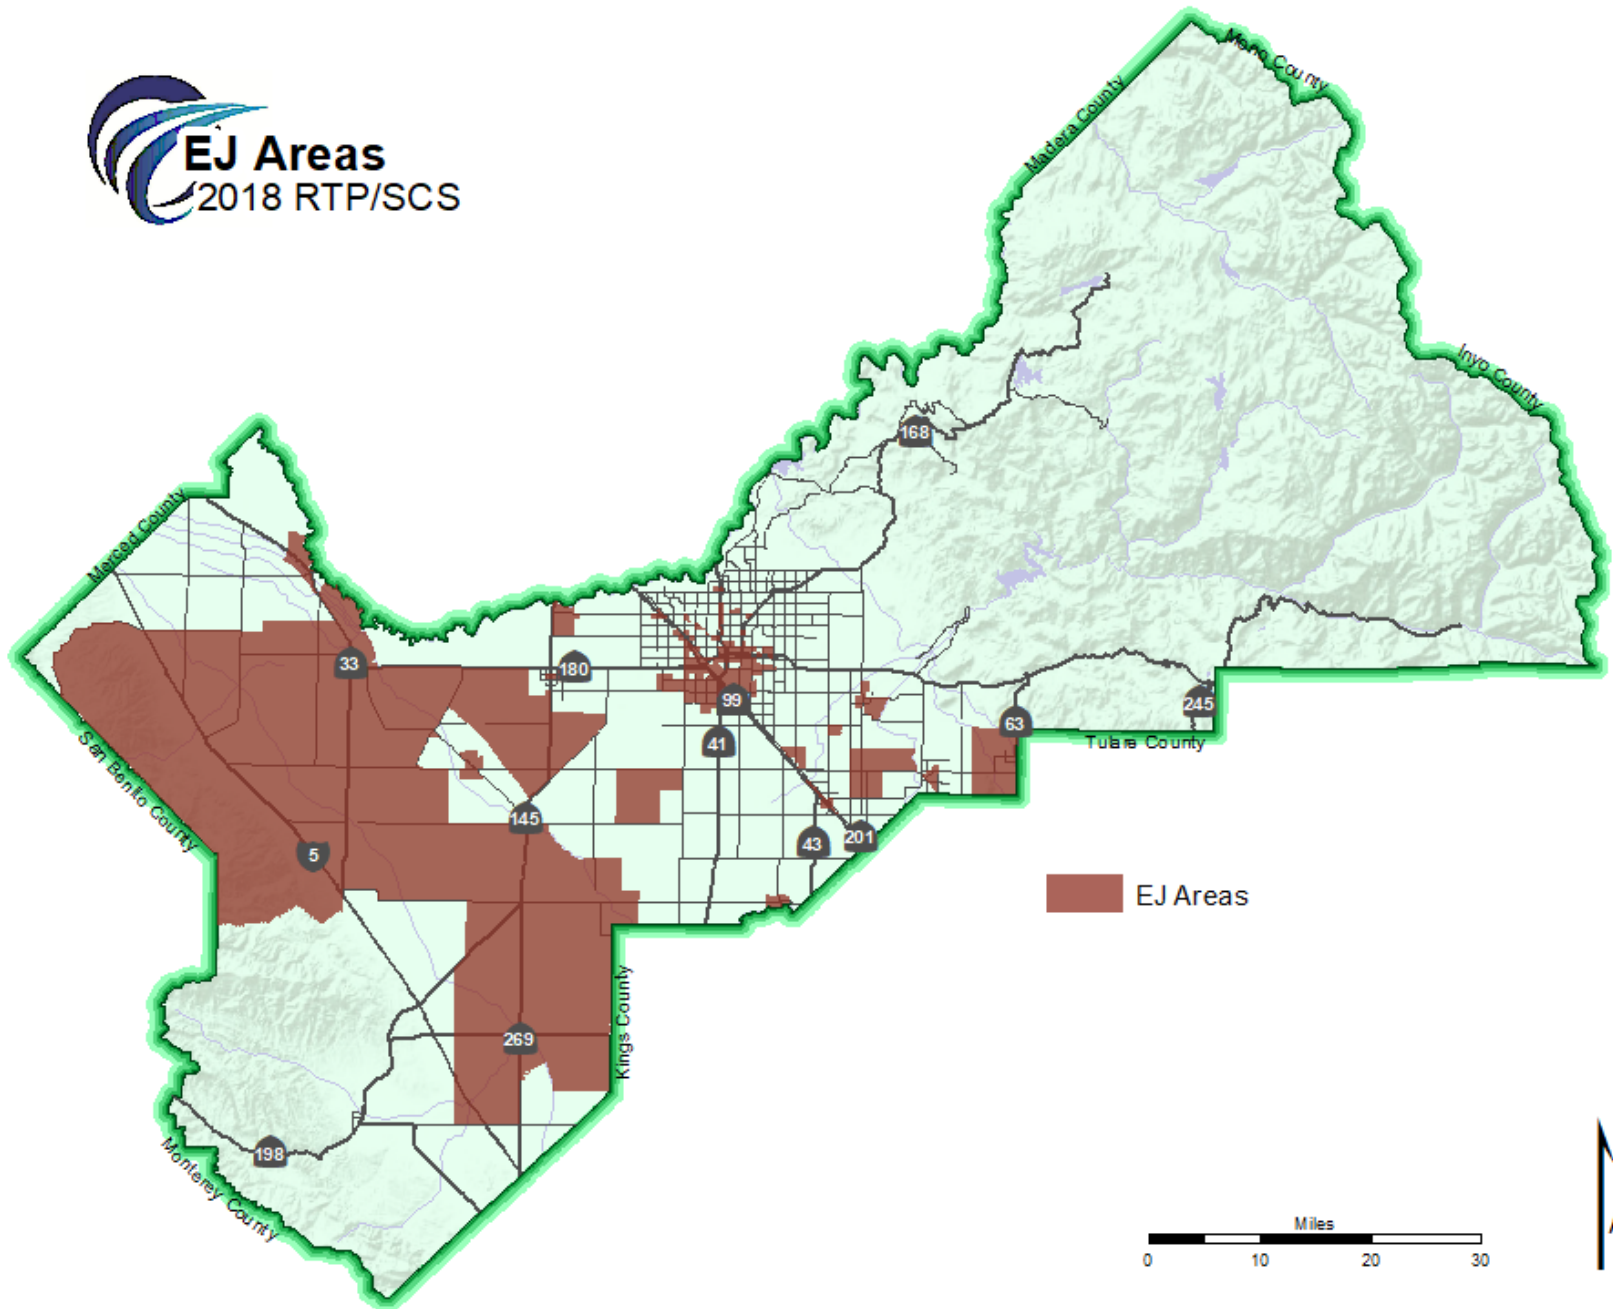 EJ Areas
2018 RTP/SCS
Mono County
Madera County
Inyo County
168
Merced County
33
180
99
245
63
41
Tulare County
San Benito County
145
43
201
5
EJ Areas
Kings County
269
198
Monterey County
Miles
0 10 20 30